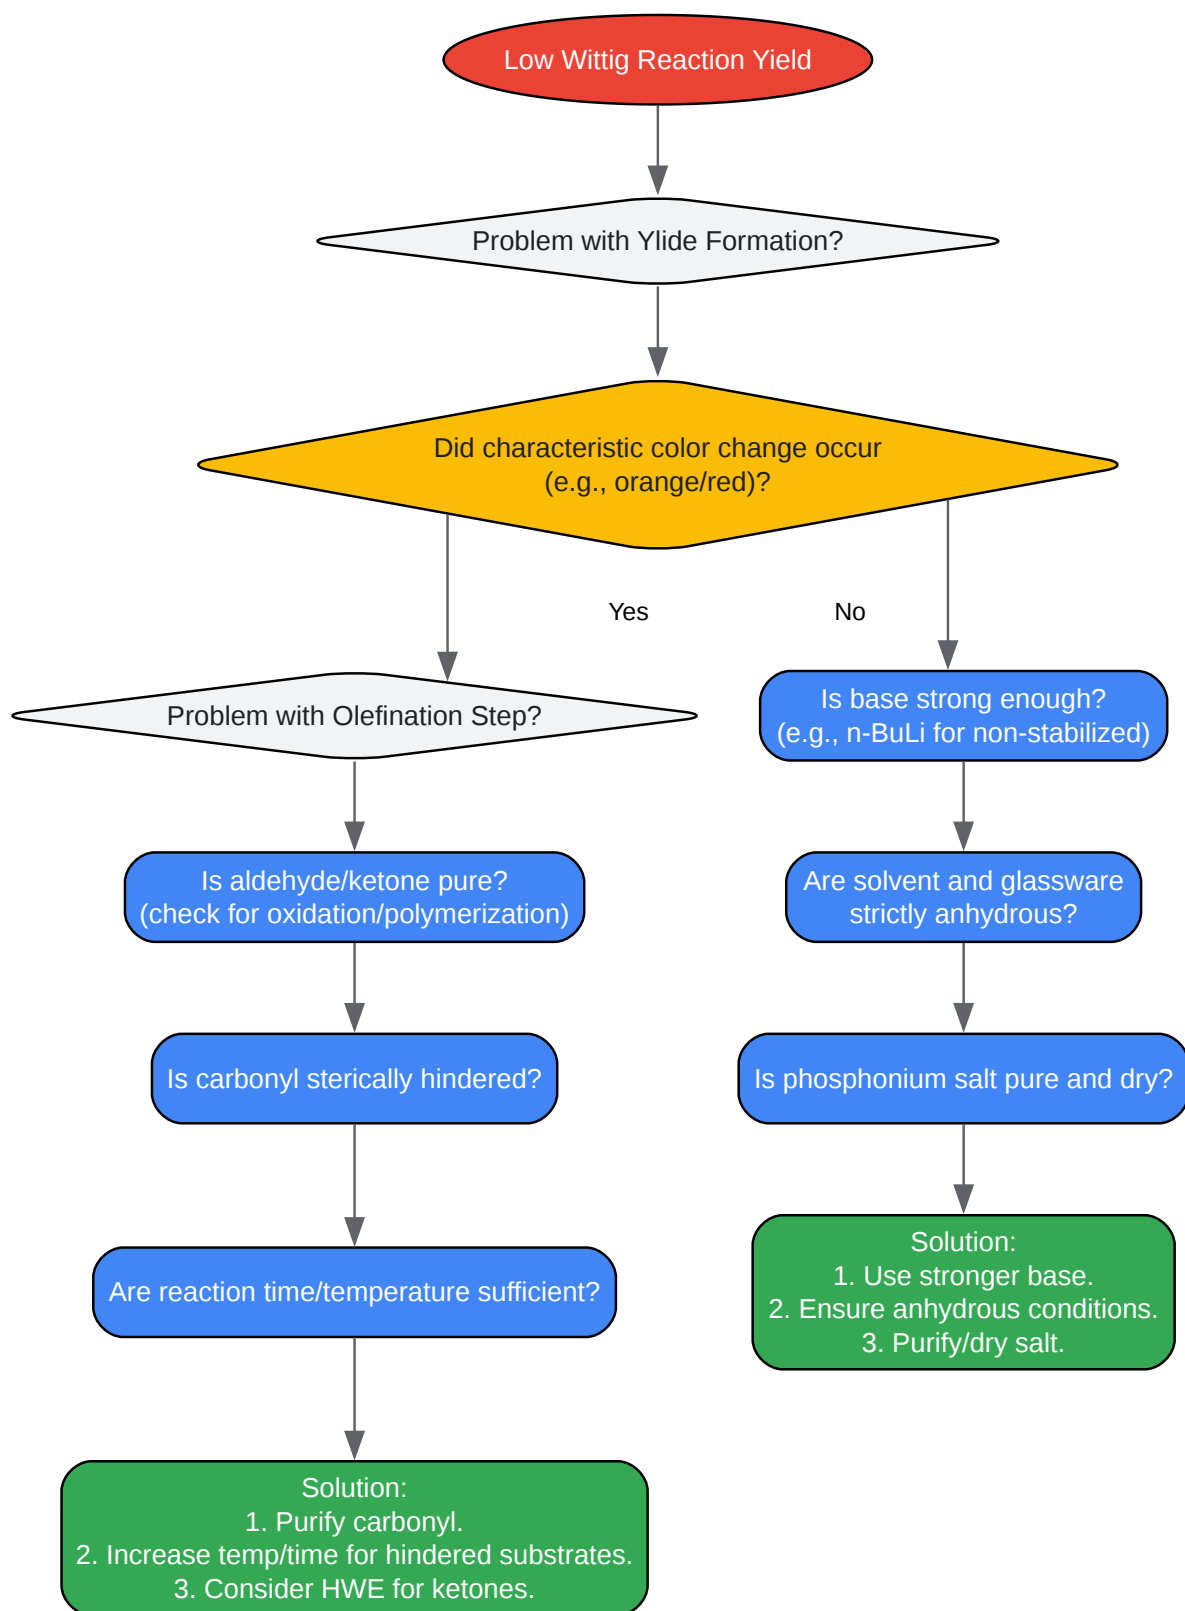 Low Wittig Reaction Yield
Problem with Ylide Formation?
Did characteristic color change occur
(e.g., orange/red)?
Yes
No
Problem with Olefination Step?
Is aldehyde/ketone pure?
(check for oxidation/polymerization)
Is carbonyl sterically hindered?
Are reaction time/temperature sufficient?
Solution:
1. Purify carbonyl.
2. Increase temp/time for hindered substrates.
3. Consider HWE for ketones.
Is base strong enough?
(e.g., n-BuLi for non-stabilized)
Are solvent and glassware
strictly anhydrous?
Is phosphonium salt pure and dry?
Solution:
1. Use stronger base.
2. Ensure anhydrous conditions.
3. Purify/dry salt.